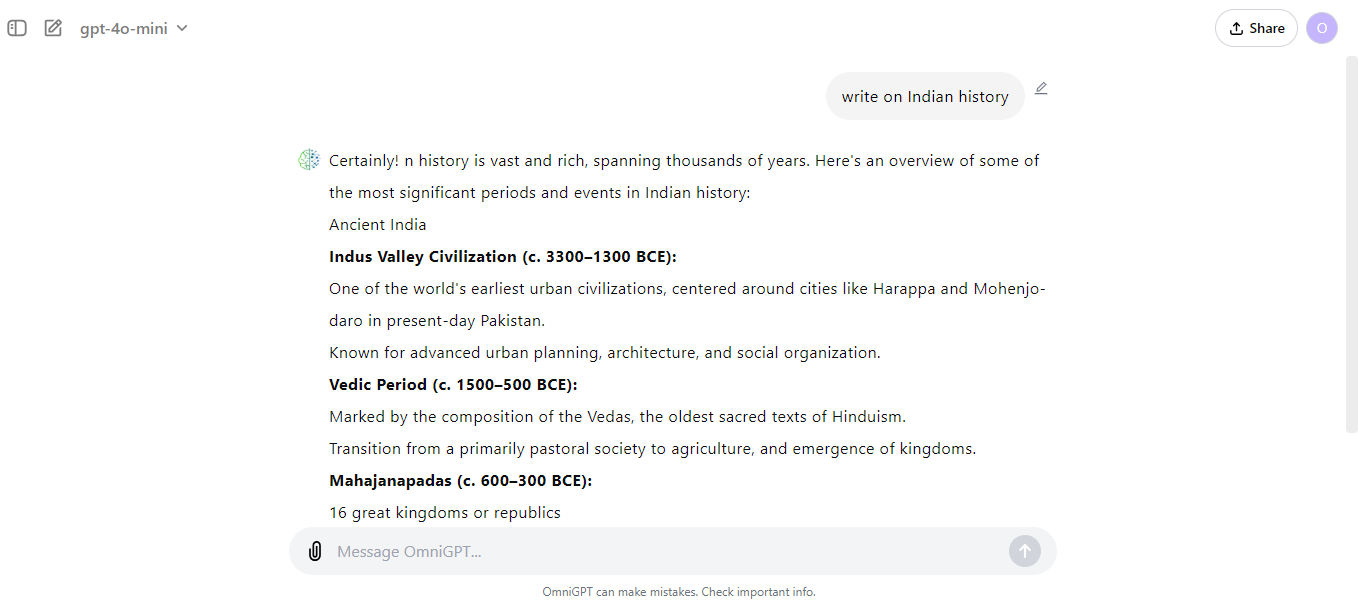 gpt-4o-mini
Share
O
write on Indian history
Certainly! n history is vast and rich, spanning thousands of years. Here's an overview of some of
the most significant periods and events in Indian history:
Ancient India
Indus Valley Civilization (c. 3300–1300 BCE):
One of the world's earliest urban civilizations, centered around cities like Harappa and Mohenjo-
daro in present-day Pakistan.
Known for advanced urban planning, architecture, and social organization.
Vedic Period (c. 1500–500 BCE):
Marked by the composition of the Vedas, the oldest sacred texts of Hinduism.
Transition from a primarily pastoral society to agriculture, and emergence of kingdoms.
Mahajanapadas (c. 600–300 BCE):
16 great kingdoms or republics
Message OmniGPT...
OmniGPT can make mistakes. Check important info.